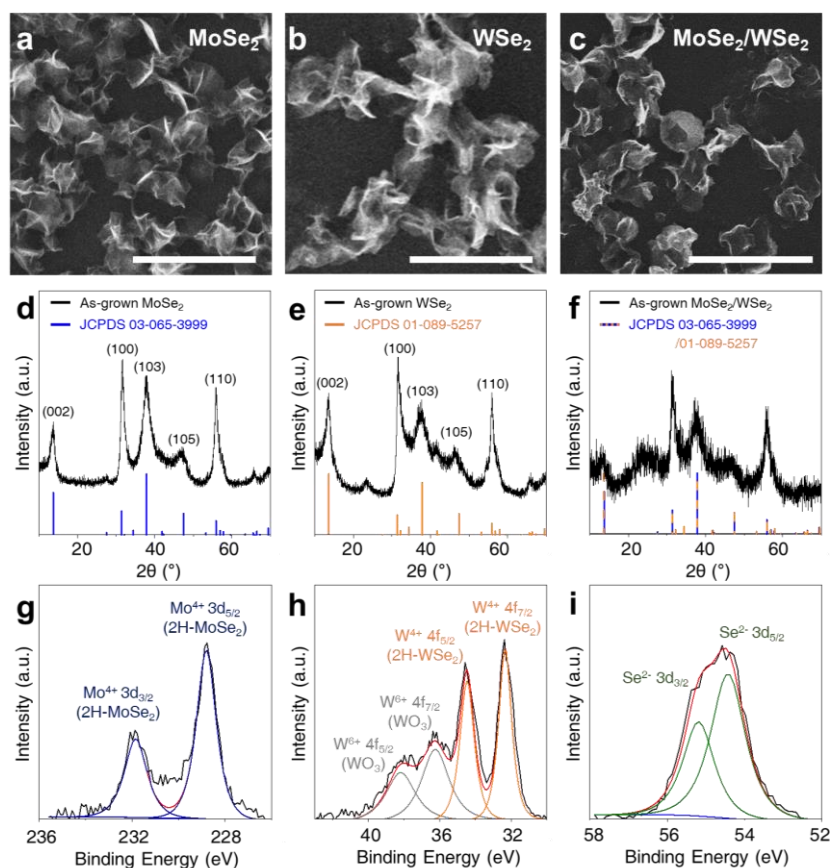 a
MoSe₂
b
WSe₂
c
MoSe₂/WSe₂
d
As-grown MoSe₂
JCPDS 03-065-3999
(002)
(100)
(103)
(105)
(110)
Intensity (a.u.)
20
40
60
2θ (°)
e
As-grown WSe₂
JCPDS 01-089-5257
(002)
(100)
(103)
(105)
(110)
Intensity (a.u.)
20
40
60
2θ (°)
f
As-grown MoSe₂/WSe₂
JCPDS 03-065-3999
/01-089-5257
Intensity (a.u.)
20
40
60
2θ (°)
g
Mo⁴⁺ 3d₅/₂
(2H-MoSe₂)
Mo⁴⁺ 3d₃/₂
(2H-MoSe₂)
Intensity (a.u.)
236
232
228
Binding Energy (eV)
h
W⁴⁺ 4f₇/₂
(2H-WSe₂)
W⁴⁺ 4f₅/₂
(2H-WSe₂)
W⁶⁺ 4f₇/₂
(WO₃)
W⁶⁺ 4f₅/₂
(WO₃)
Intensity (a.u.)
40
36
32
Binding Energy (eV)
i
Se²⁻ 3d₅/₂
Se²⁻ 3d₃/₂
Intensity (a.u.)
58
56
54
52
Binding Energy (eV)